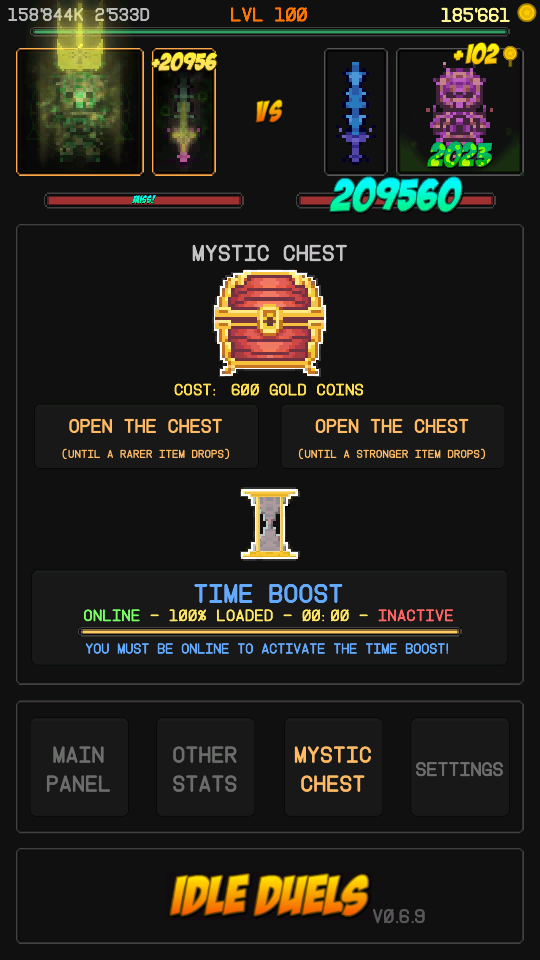 158'844K 2'533D LVL 100 185'661
+20956 VS +102
2023
MISS! 209560
MYSTIC CHEST
COST: 600 GOLD COINS
OPEN THE CHEST OPEN THE CHEST
(UNTIL A RARER ITEM DROPS) (UNTIL A STRONGER ITEM DROPS)
TIME BOOST
ONLINE - 100% LOADED - 00:00 - INACTIVE
YOU MUST BE ONLINE TO ACTIVATE THE TIME BOOST!
MAIN PANEL
OTHER STATS
MYSTIC CHEST
SETTINGS
IDLE DUELS V0.6.9